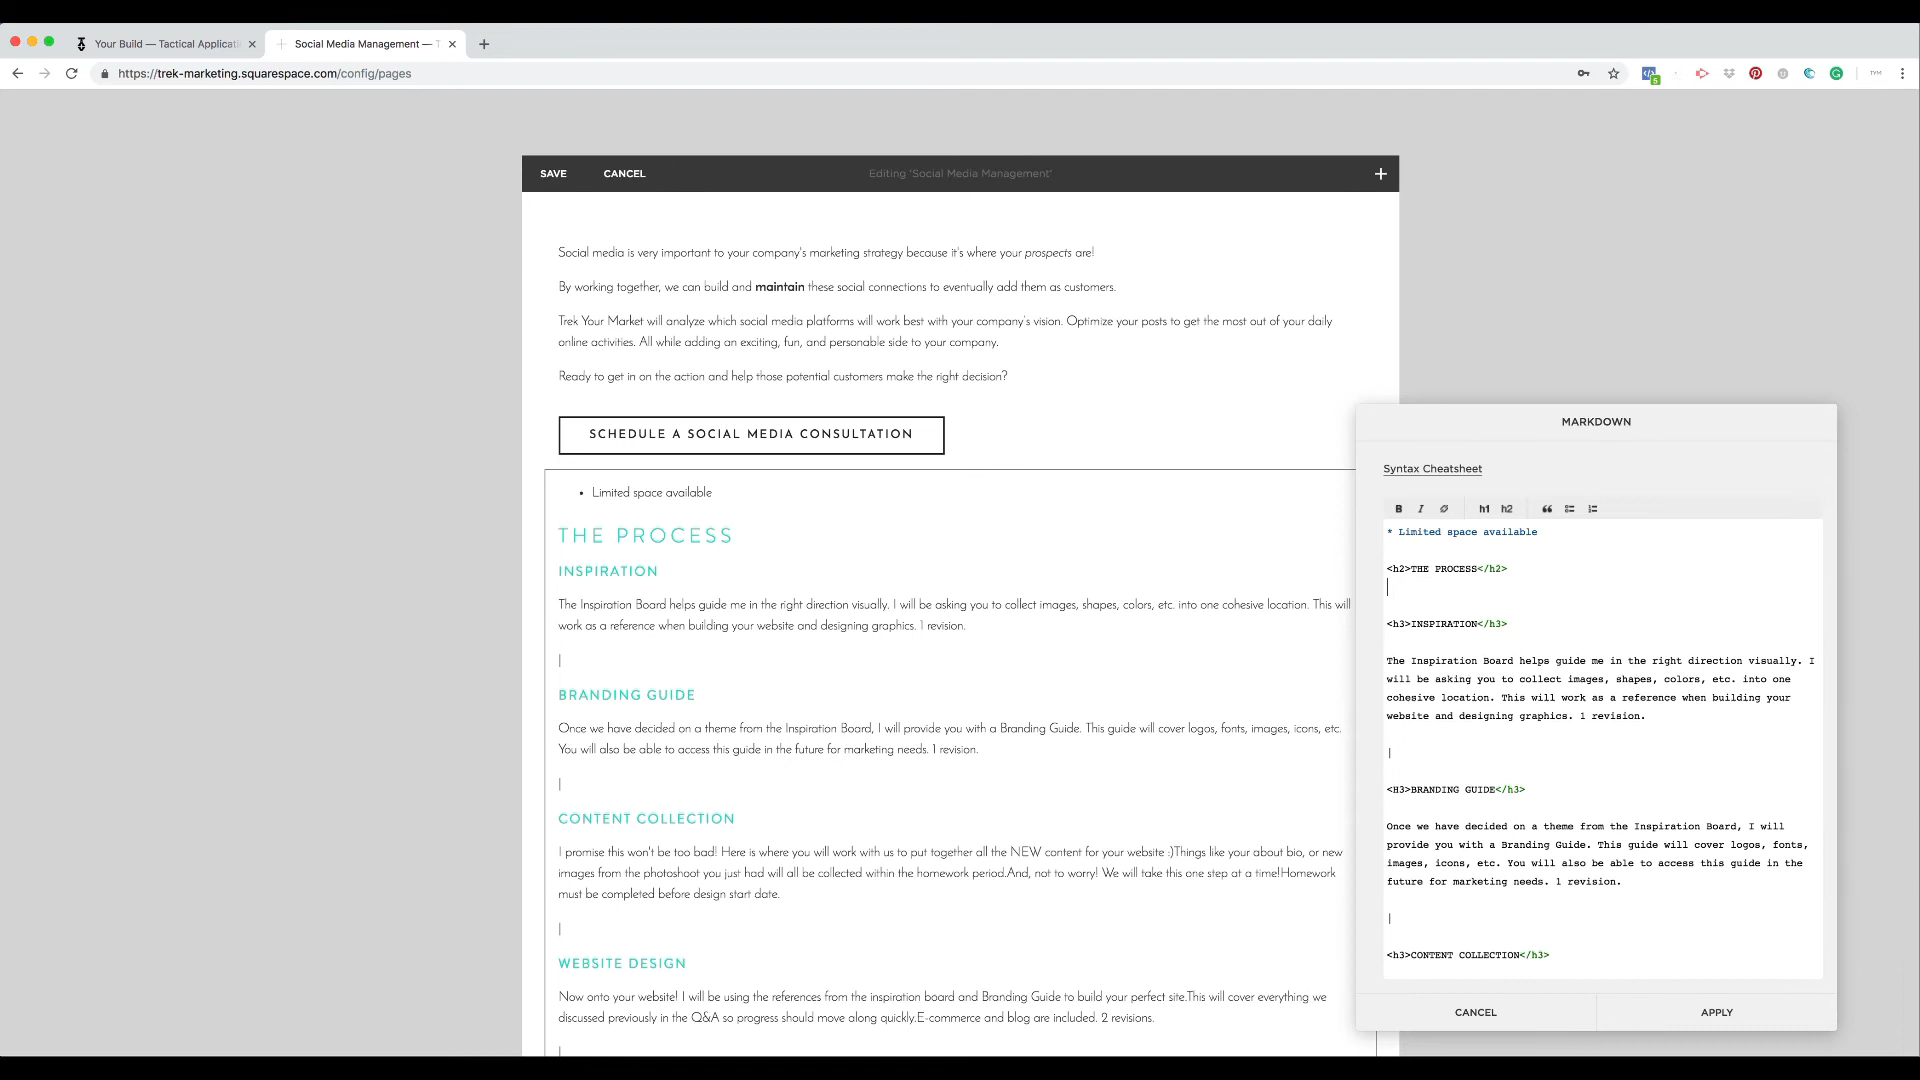 Your Build — Tactical Applicati
Social Media Management — T
https://trek-marketing.squarespace.com/config/pages
5
TYM
SAVE
CANCEL
Editing 'Social Media Management'
Social media is very important to your company's marketing strategy because it's where your prospects are!
By working together, we can build and maintain these social connections to eventually add them as customers.
Trek Your Market will analyze which social media platforms will work best with your company's vision. Optimize your posts to get the most out of your daily
online activities. All while adding an exciting, fun, and personable side to your company.
Ready to get in on the action and help those potential customers make the right decision?
SCHEDULE A SOCIAL MEDIA CONSULTATION
• Limited space available
THE PROCESS
INSPIRATION
The Inspiration Board helps guide me in the right direction visually. I will be asking you to collect images, shapes, colors, etc. into one cohesive location. This will
work as a reference when building your website and designing graphics. 1 revision.
|
BRANDING GUIDE
Once we have decided on a theme from the Inspiration Board, I will provide you with a Branding Guide. This guide will cover logos, fonts, images, icons, etc.
You will also be able to access this guide in the future for marketing needs. 1 revision.
|
CONTENT COLLECTION
I promise this won't be too bad! Here is where you will work with us to put together all the NEW content for your website :)Things like your about bio, or new
images from the photoshoot you just had will all be collected within the homework period.And, not to worry! We will take this one step at a time!Homework
must be completed before design start date.
|
WEBSITE DESIGN
Now onto your website! I will be using the references from the inspiration board and Branding Guide to build your perfect site.This will cover everything we
discussed previously in the Q&A so progress should move along quickly.E-commerce and blog are included. 2 revisions.
|
MARKDOWN
Syntax Cheatsheet
B I h1 h2
* Limited space available
<h2>THE PROCESS</h2>
<h3>INSPIRATION</h3>
The Inspiration Board helps guide me in the right direction visually. I
will be asking you to collect images, shapes, colors, etc. into one
cohesive location. This will work as a reference when building your
website and designing graphics. 1 revision.
|
<H3>BRANDING GUIDE</h3>
Once we have decided on a theme from the Inspiration Board, I will
provide you with a Branding Guide. This guide will cover logos, fonts,
images, icons, etc. You will also be able to access this guide in the
future for marketing needs. 1 revision.
|
<h3>CONTENT COLLECTION</h3>
CANCEL
APPLY